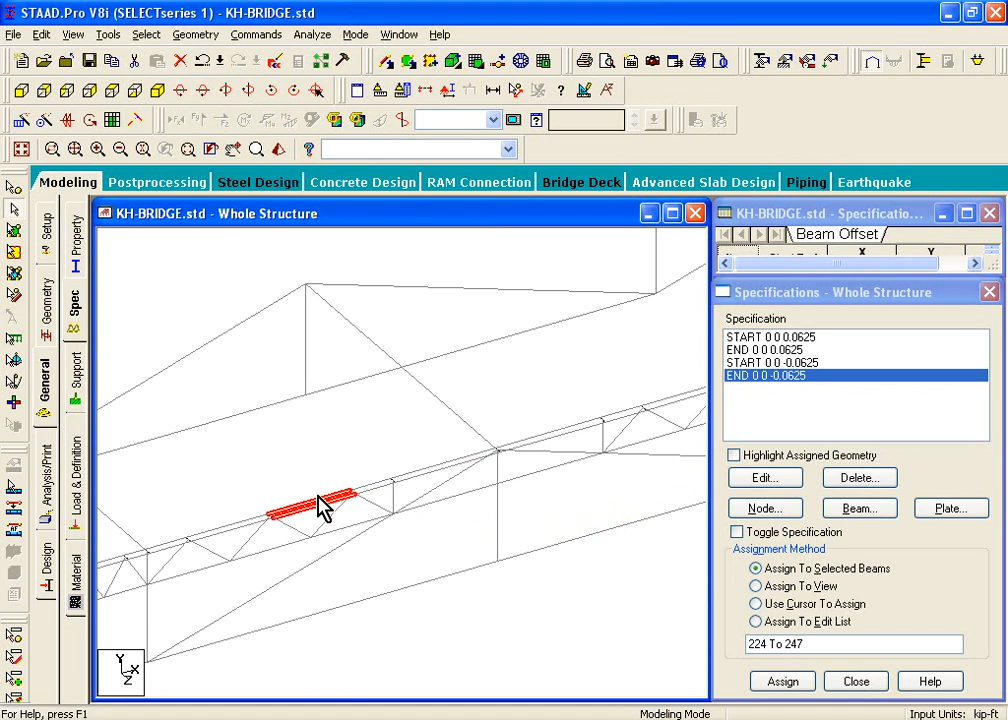 STAAD.Pro V8i (SELECTseries 1) - KH-BRIDGE.std
File Edit View Tools Select Geometry Commands Analyze Mode Window Help
Modeling Postprocessing Steel Design Concrete Design RAM Connection Bridge Deck Advanced Slab Design Piping Earthquake
KH-BRIDGE.std - Whole Structure
KH-BRIDGE.std - Specificatio...
Beam Offset
X Y
Specifications - Whole Structure
Specification
START 0 0 0.0625
END 0 0 0.0625
START 0 0 -0.0625
END 0 0 -0.0625
Highlight Assigned Geometry
Edit... Delete...
Node... Beam... Plate...
Toggle Specification
Assignment Method
Assign To Selected Beams
Assign To View
Use Cursor To Assign
Assign To Edit List
224 To 247
Assign Close Help
Setup
Geometry
General
Analysis/Print
Design
Property
Spec
Support
Load & Definition
Material
Y
X
Z
For Help, press F1 Modeling Mode Input Units: kip-ft